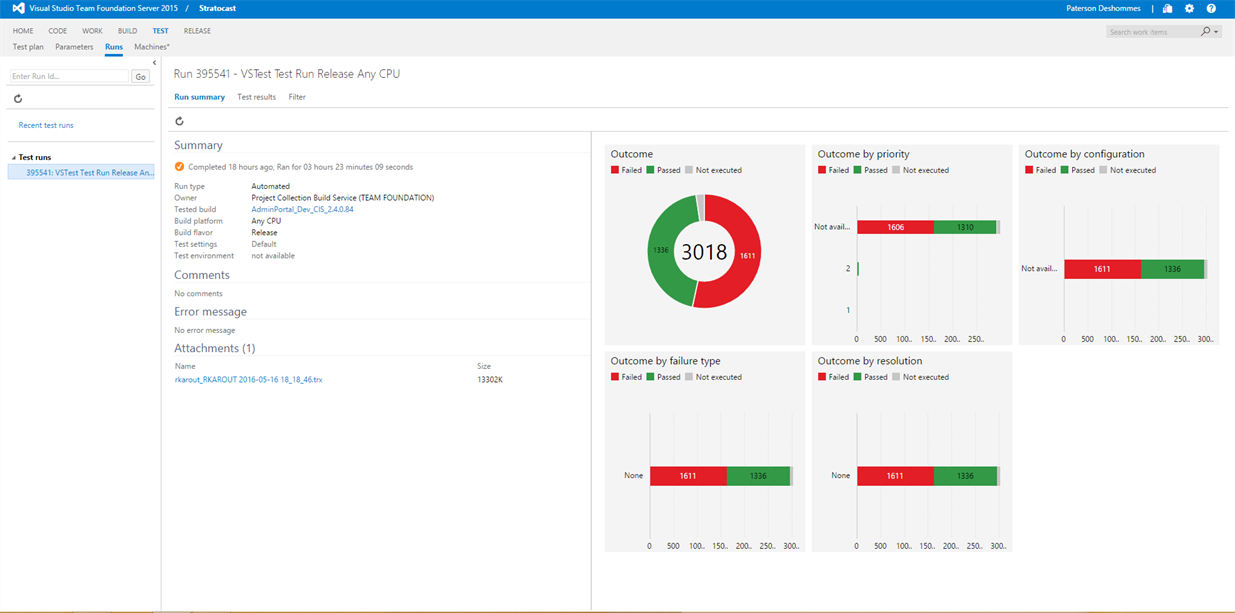 Visual Studio Team Foundation Server 2015 / Stratocast
Paterson Deshommes |
HOME CODE WORK BUILD TEST RELEASE
Search work items
Test plan Parameters Runs Machines*
Enter Run Id... Go
Recent test runs
Test runs
395541: VSTest Test Run Release An...
Run 395541 - VSTest Test Run Release Any CPU
Run summary Test results Filter
Summary
Completed 18 hours ago, Ran for 03 hours 23 minutes 09 seconds
Run type Automated
Owner Project Collection Build Service (TEAM FOUNDATION)
Tested build AdminPortal_Dev_CIS_2.4.0.84
Build platform Any CPU
Build flavor Release
Test settings Default
Test environment not available
Comments
No comments
Error message
No error message
Attachments (1)
Name Size
rkarout_RKAROUT 2016-05-16 18_18_46.trx 13302K
Outcome
Failed Passed Not executed
1336 3018 1611
Outcome by priority
Failed Passed Not executed
Not avail... 1606 1310
2
1
0 500 100.. 150.. 200.. 250..
Outcome by configuration
Failed Passed Not executed
Not avail... 1611 1336
0 500 100.. 150.. 200.. 250.. 300..
Outcome by failure type
Failed Passed Not executed
None 1611 1336
0 500 100.. 150.. 200.. 250.. 300..
Outcome by resolution
Failed Passed Not executed
None 1611 1336
0 500 100.. 150.. 200.. 250.. 300..